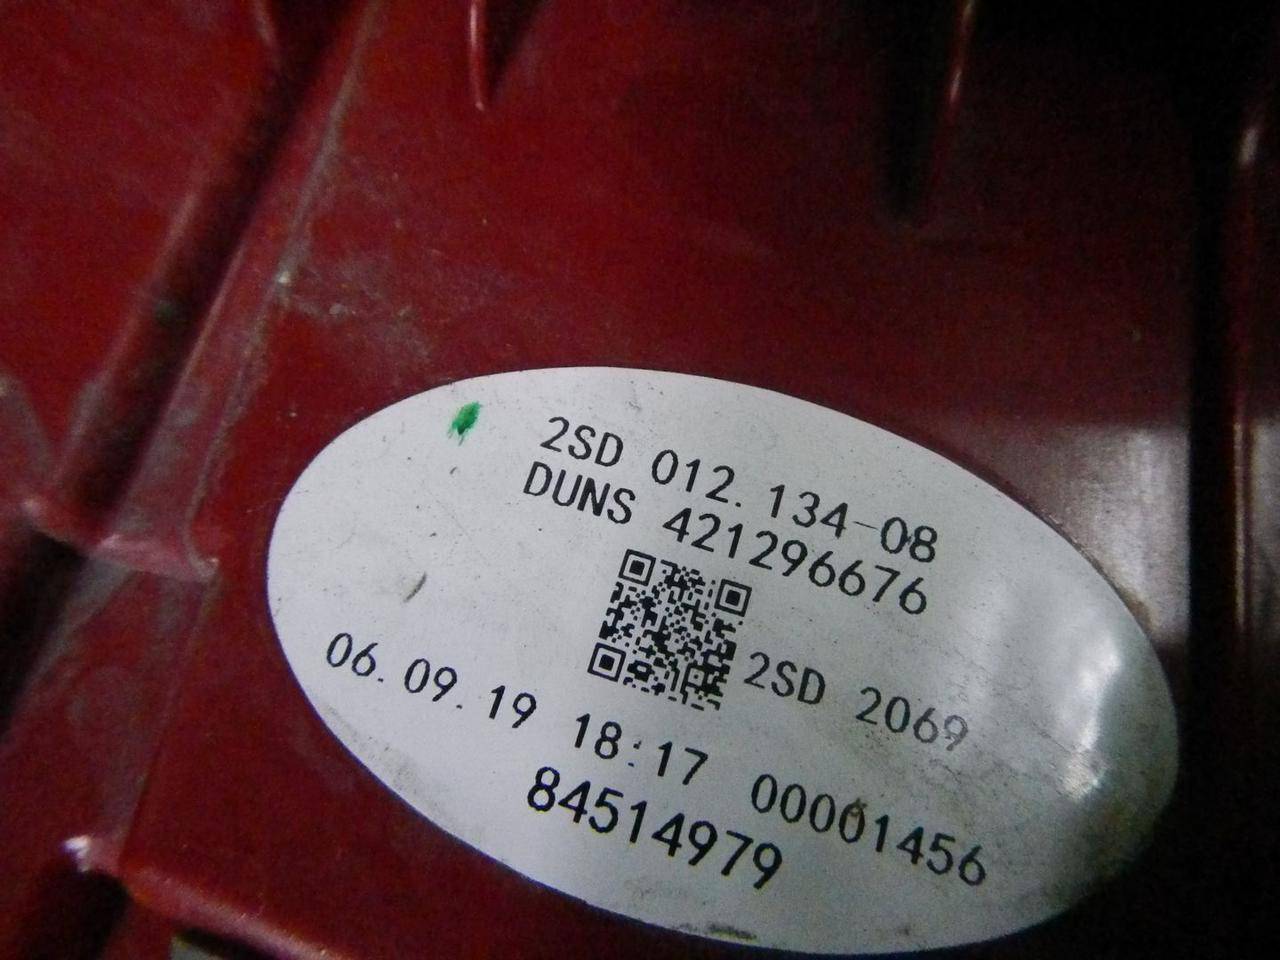 2SD 012.134-08
DUNS 421296676
2SD 2069
06.09.19 18:17 00001456
84514979